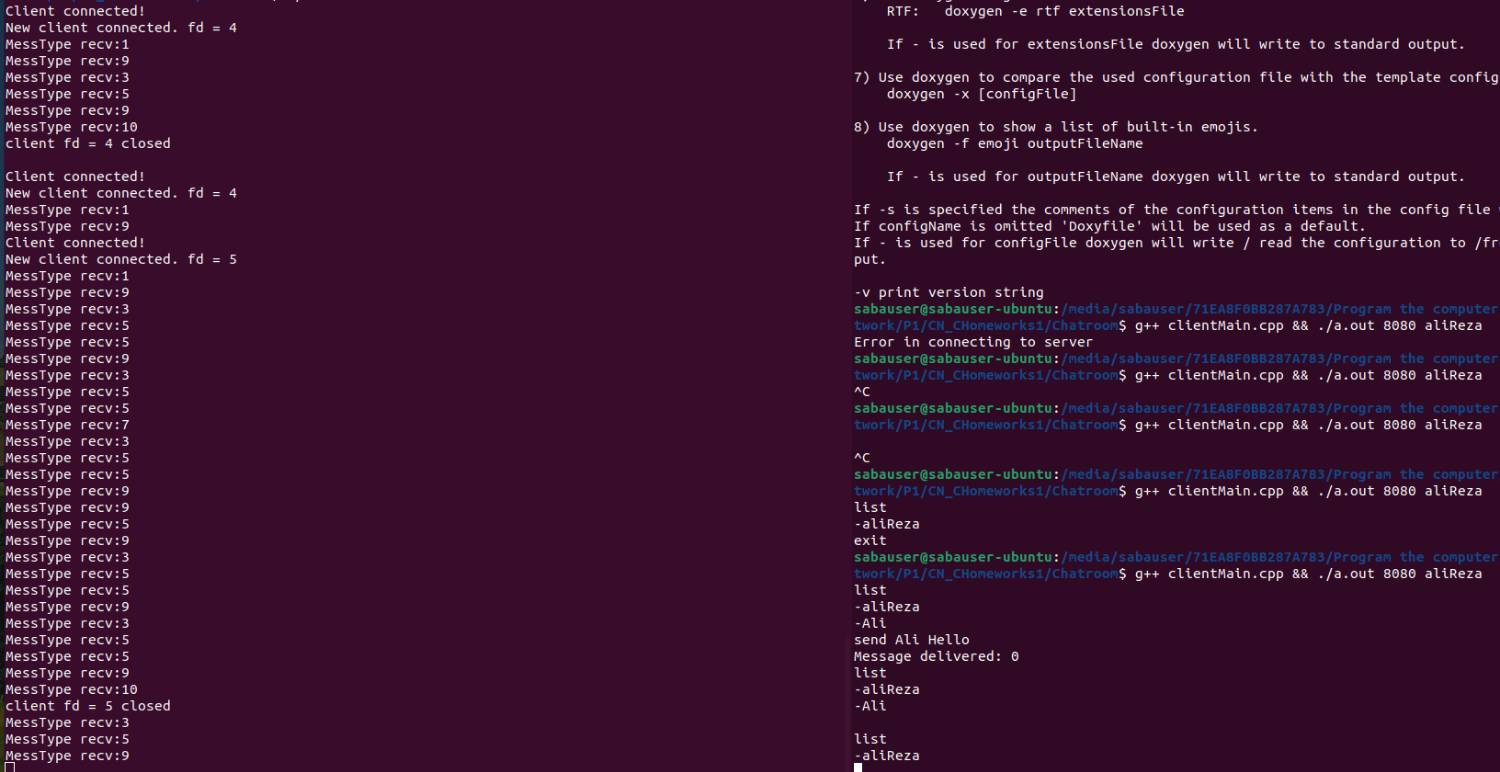 Client connected!
New client connected. fd = 4
MessType recv:1
MessType recv:9
MessType recv:3
MessType recv:5
MessType recv:9
MessType recv:10
client fd = 4 closed
Client connected!
New client connected. fd = 4
MessType recv:1
MessType recv:9
Client connected!
New client connected. fd = 5
MessType recv:1
MessType recv:9
MessType recv:3
MessType recv:5
MessType recv:5
MessType recv:9
MessType recv:3
MessType recv:5
MessType recv:5
MessType recv:7
MessType recv:3
MessType recv:5
MessType recv:5
MessType recv:9
MessType recv:9
MessType recv:5
MessType recv:9
MessType recv:3
MessType recv:5
MessType recv:5
MessType recv:9
MessType recv:3
MessType recv:5
MessType recv:5
MessType recv:9
MessType recv:10
client fd = 5 closed
MessType recv:3
MessType recv:5
MessType recv:9
RTF:   doxygen -e rtf extensionsFile
If - is used for extensionsFile doxygen will write to standard output.
7) Use doxygen to compare the used configuration file with the template config
doxygen -x [configFile]
8) Use doxygen to show a list of built-in emojis.
doxygen -f emoji outputFileName
If - is used for outputFileName doxygen will write to standard output.
If -s is specified the comments of the configuration items in the config file
If configName is omitted 'Doxyfile' will be used as a default.
If - is used for configFile doxygen will write / read the configuration to /fr
put.
-v print version string
sabauser@sabauser-ubuntu:/media/sabauser/71EA8F0BB287A783/Program the computer
twork/P1/CN_CHomeworks1/Chatroom$ g++ clientMain.cpp && ./a.out 8080 aliReza
Error in connecting to server
sabauser@sabauser-ubuntu:/media/sabauser/71EA8F0BB287A783/Program the computer
twork/P1/CN_CHomeworks1/Chatroom$ g++ clientMain.cpp && ./a.out 8080 aliReza
^C
sabauser@sabauser-ubuntu:/media/sabauser/71EA8F0BB287A783/Program the computer
twork/P1/CN_CHomeworks1/Chatroom$ g++ clientMain.cpp && ./a.out 8080 aliReza
^C
sabauser@sabauser-ubuntu:/media/sabauser/71EA8F0BB287A783/Program the computer
twork/P1/CN_CHomeworks1/Chatroom$ g++ clientMain.cpp && ./a.out 8080 aliReza
list
-aliReza
exit
sabauser@sabauser-ubuntu:/media/sabauser/71EA8F0BB287A783/Program the computer
twork/P1/CN_CHomeworks1/Chatroom$ g++ clientMain.cpp && ./a.out 8080 aliReza
list
-aliReza
-Ali
send Ali Hello
Message delivered: 0
list
-aliReza
-Ali
list
-aliReza